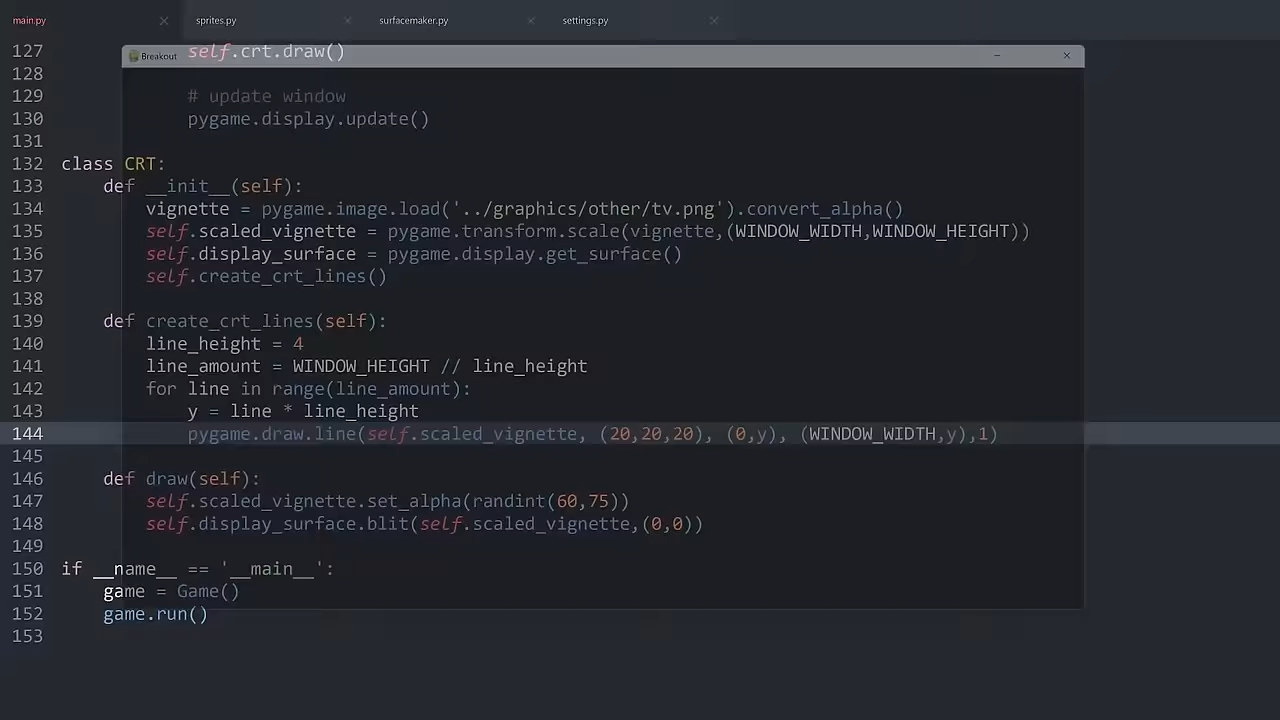 main.py sprites.py surfacemaker.py settings.py
Breakout
127 self.crt.draw()
128
129 # update window
130 pygame.display.update()
131
132 class CRT:
133 def __init__(self):
134 vignette = pygame.image.load('../graphics/other/tv.png').convert_alpha()
135 self.scaled_vignette = pygame.transform.scale(vignette,(WINDOW_WIDTH,WINDOW_HEIGHT))
136 self.display_surface = pygame.display.get_surface()
137 self.create_crt_lines()
138
139 def create_crt_lines(self):
140 line_height = 4
141 line_amount = WINDOW_HEIGHT // line_height
142 for line in range(line_amount):
143 y = line * line_height
144 pygame.draw.line(self.scaled_vignette, (20,20,20), (0,y), (WINDOW_WIDTH,y),1)
145
146 def draw(self):
147 self.scaled_vignette.set_alpha(randint(60,75))
148 self.display_surface.blit(self.scaled_vignette,(0,0))
149
150 if __name__ == '__main__':
151 game = Game()
152 game.run()
153